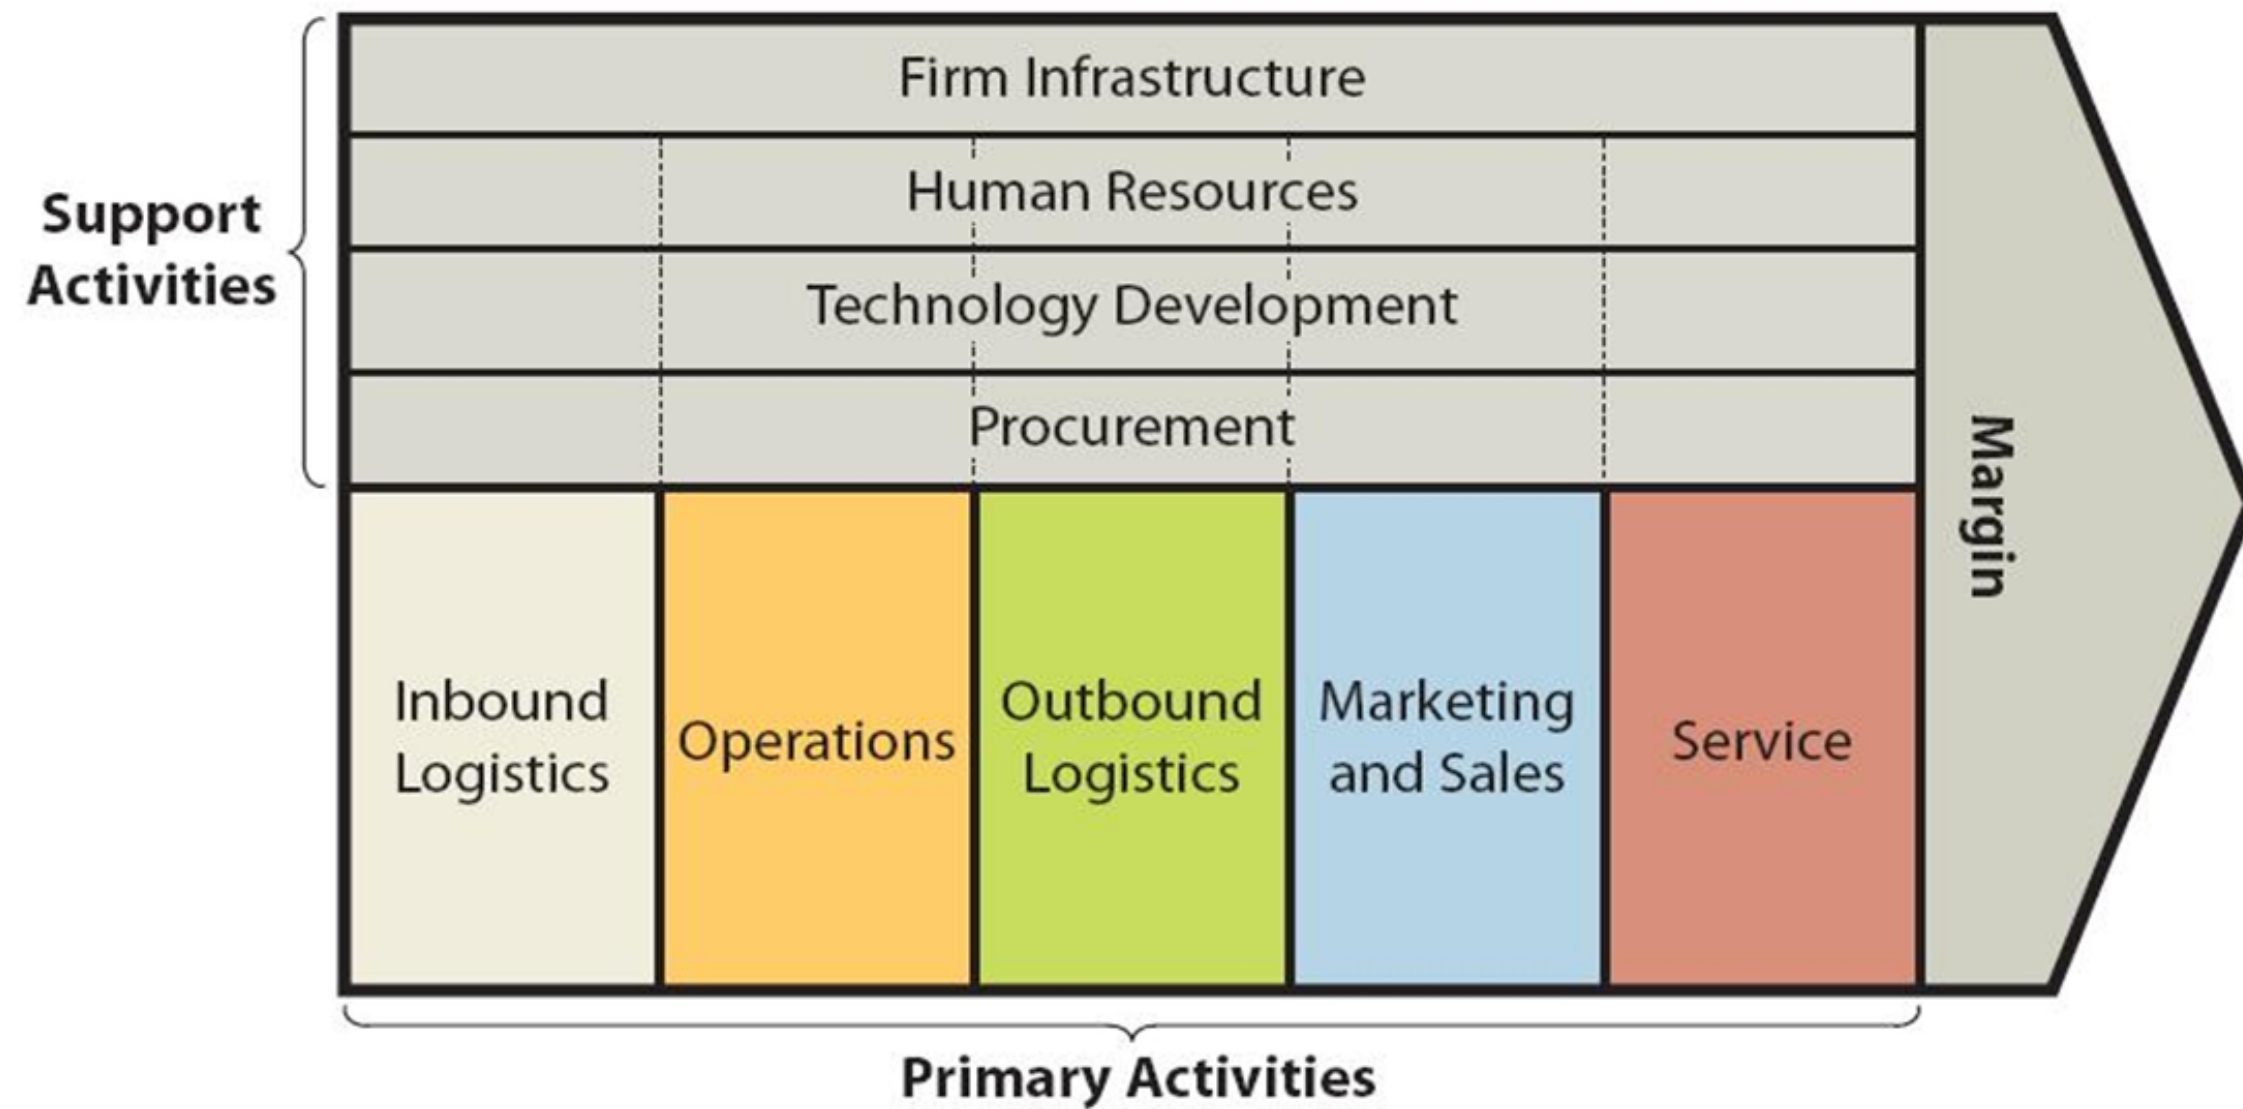 Support
Activities
Firm Infrastructure
Human Resources
Technology Development
Procurement
Inbound
Logistics
Operations
Outbound
Logistics
Marketing
and Sales
Service
Margin
Primary Activities